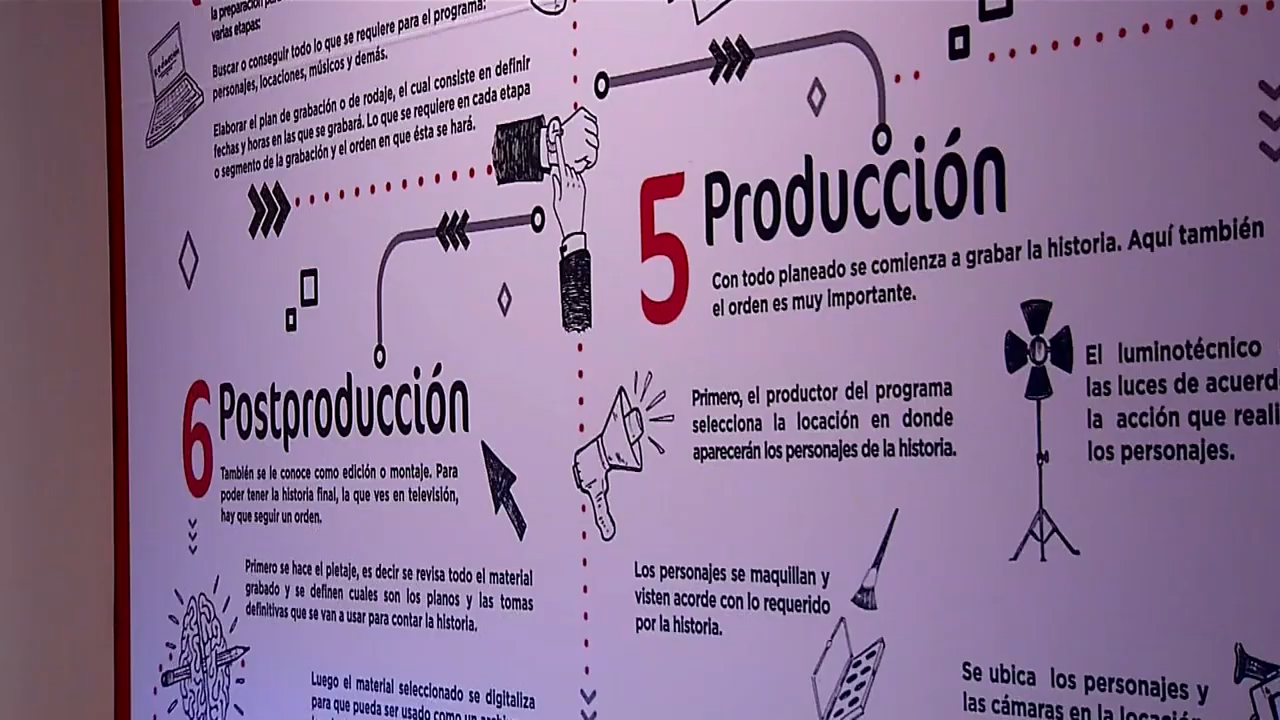 la preparación
varias etapas:
Buscar o conseguir todo lo que se requiere para el programa:
personajes, locaciones, músicos y demás.
Elaborar el plan de grabación o de rodaje, el cual consiste en definir
fechas y horas en las que se grabará. Lo que se requiere en cada etapa
o segmento de la grabación y el orden en que ésta se hará.
5 Producción
Con todo planeado se comienza a grabar la historia. Aquí también
el orden es muy importante.
Primero, el productor del programa
selecciona la locación en donde
aparecerán los personajes de la historia.
El luminotécnico
las luces de acuerd
la acción que reali
los personajes.
Los personajes se maquillan y
visten acorde con lo requerido
por la historia.
Se ubica los personajes y
las cámaras en la
6 Postproducción
También se le conoce como edición o montaje. Para
poder tener la historia final, la que ves en televisión,
hay que seguir un orden.
Primero se hace el pietaje, es decir se revisa todo el material
grabado y se definen cuales son los planos y las tomas
definitivas que se van a usar para contar la historia.
Luego el material seleccionado se digitaliza
para que pueda ser usado como un